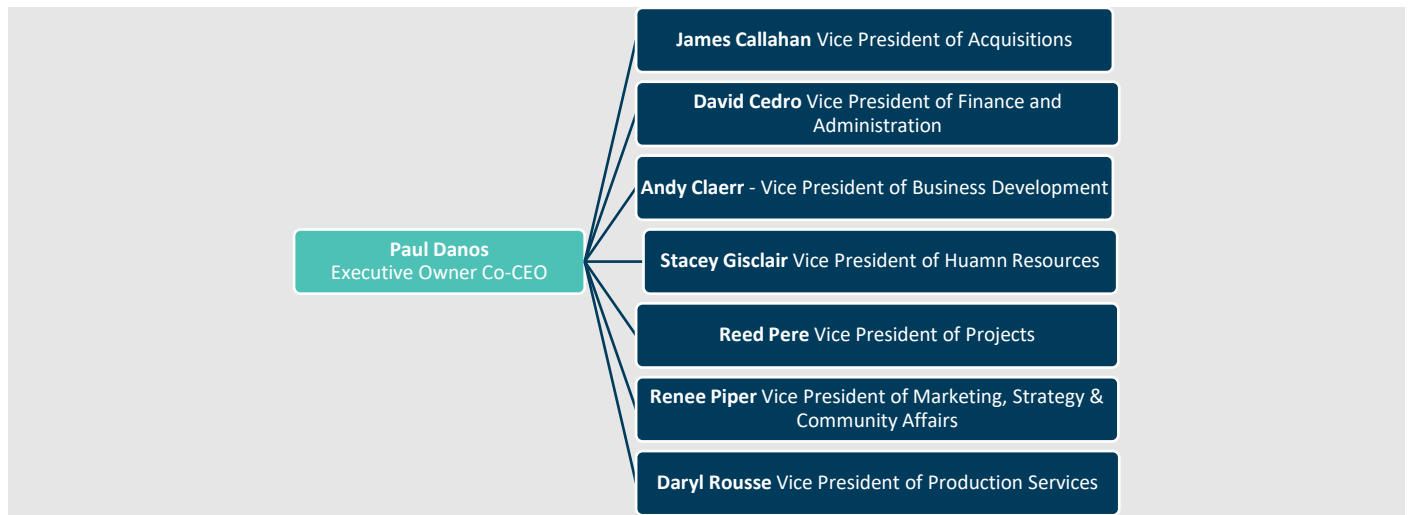 James Callahan Vice President of Acquisitions
David Cedro Vice President of Finance and
Administration
Andy Claerr - Vice President of Business Development
Paul Danos
Executive Owner Co-CEO
Stacey Gisclair Vice President of Huamn Resources
Reed Pere Vice President of Projects
Renee Piper Vice President of Marketing, Strategy &
Community Affairs
Daryl Rousse Vice President of Production Services